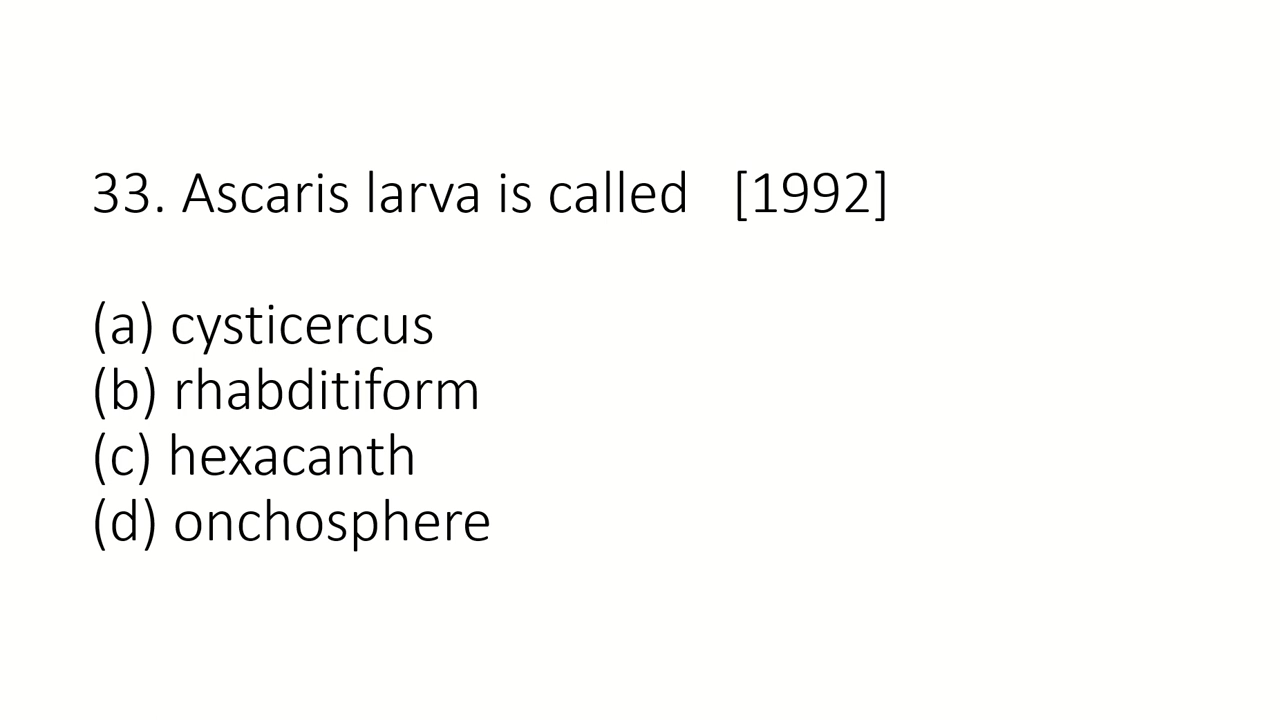 33. Ascaris larva is called [1992]
(a) cysticercus
(b) rhabditiform
(c) hexacanth
(d) onchosphere